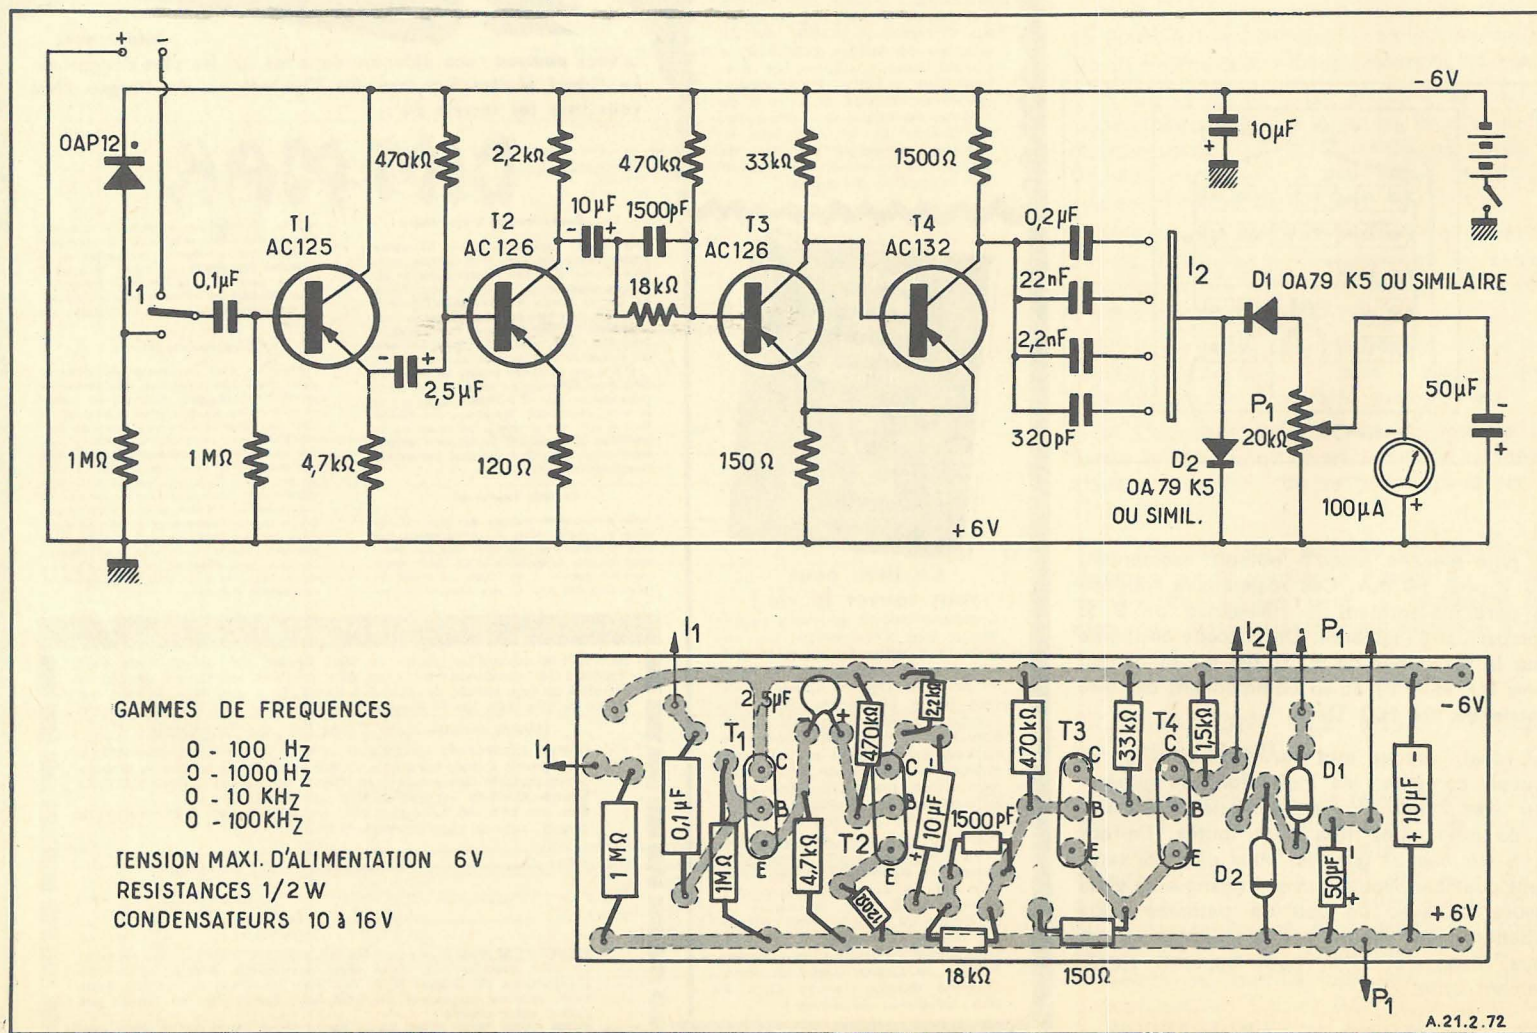 + -
-6V
OAP12
470kΩ
2,2kΩ
470kΩ
33kΩ
1500Ω
10µF
+
T1
AC125
T2
AC126
10µF
- +
1500pF
T3
AC126
T4
AC132
0,2µF
I1
0,1µF
18kΩ
22nF
I2
D1 OA79 K5 OU SIMILAIRE
2,2nF
- +
2,5µF
320pF
P1
20kΩ
50µF
-
+
1MΩ
1MΩ
4,7kΩ
120Ω
150Ω
D2
OA79 K5
OU SIMIL.
-
100µA
+
+6V
GAMMES DE FREQUENCES
0 - 100 Hz
0 - 1000Hz
0 - 10 KHz
0 - 100KHz
TENSION MAXI. D'ALIMENTATION 6V
RESISTANCES 1/2 W
CONDENSATEURS 10 à 16V
I1
I2
P1
2,5µF
- +
2,2kΩ
-6V
I1
T1
C
B
E
470kΩ
C
B
E
470kΩ
T3
C
B
E
33kΩ
T4
C
B
E
1,5kΩ
D1
1MΩ
0,1µF
1MΩ
4,7kΩ
T2
120Ω
-
10µF
+
1500pF
D2
-
50µF
+
+ 10µF -
+6V
18kΩ
150Ω
P1
A.21.2.72